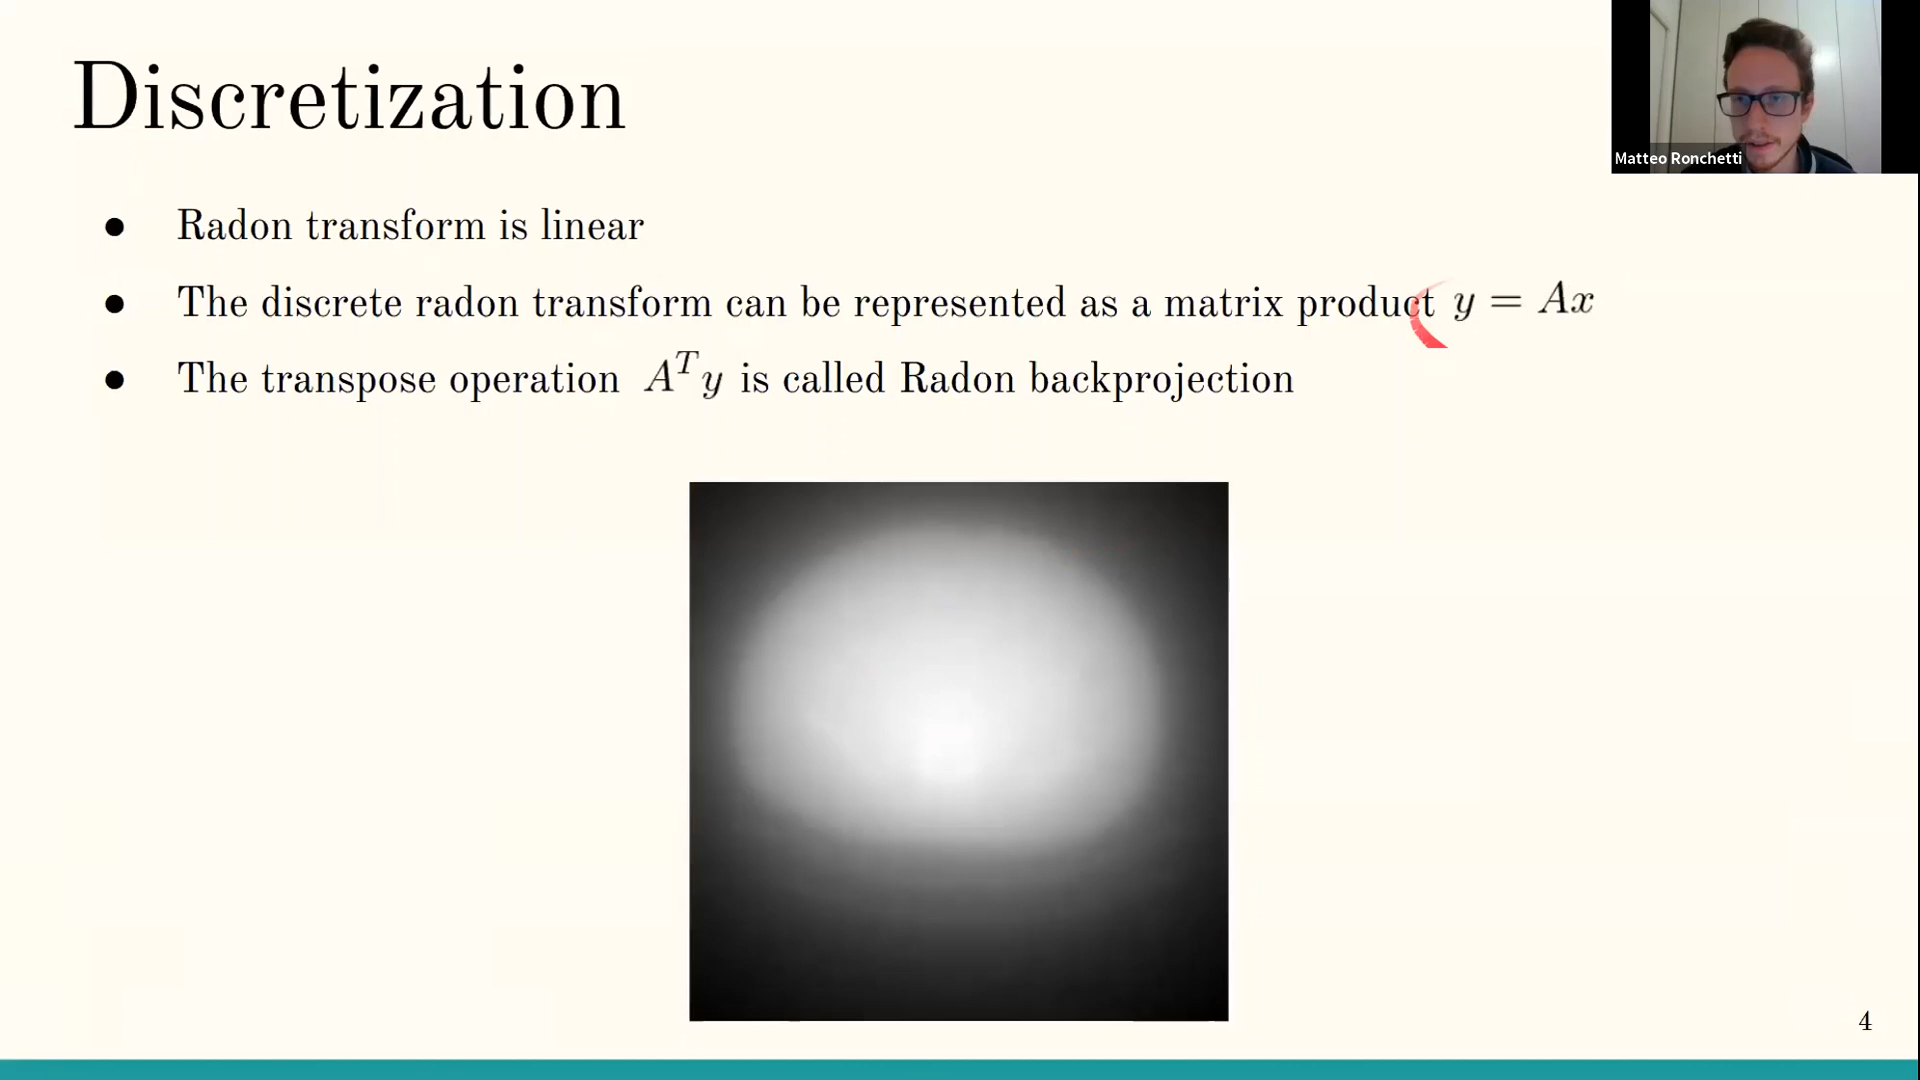 Discretization
Matteo Ronchetti
● Radon transform is linear
● The discrete radon transform can be represented as a matrix product y = Ax
● The transpose operation A^T y is called Radon backprojection
4